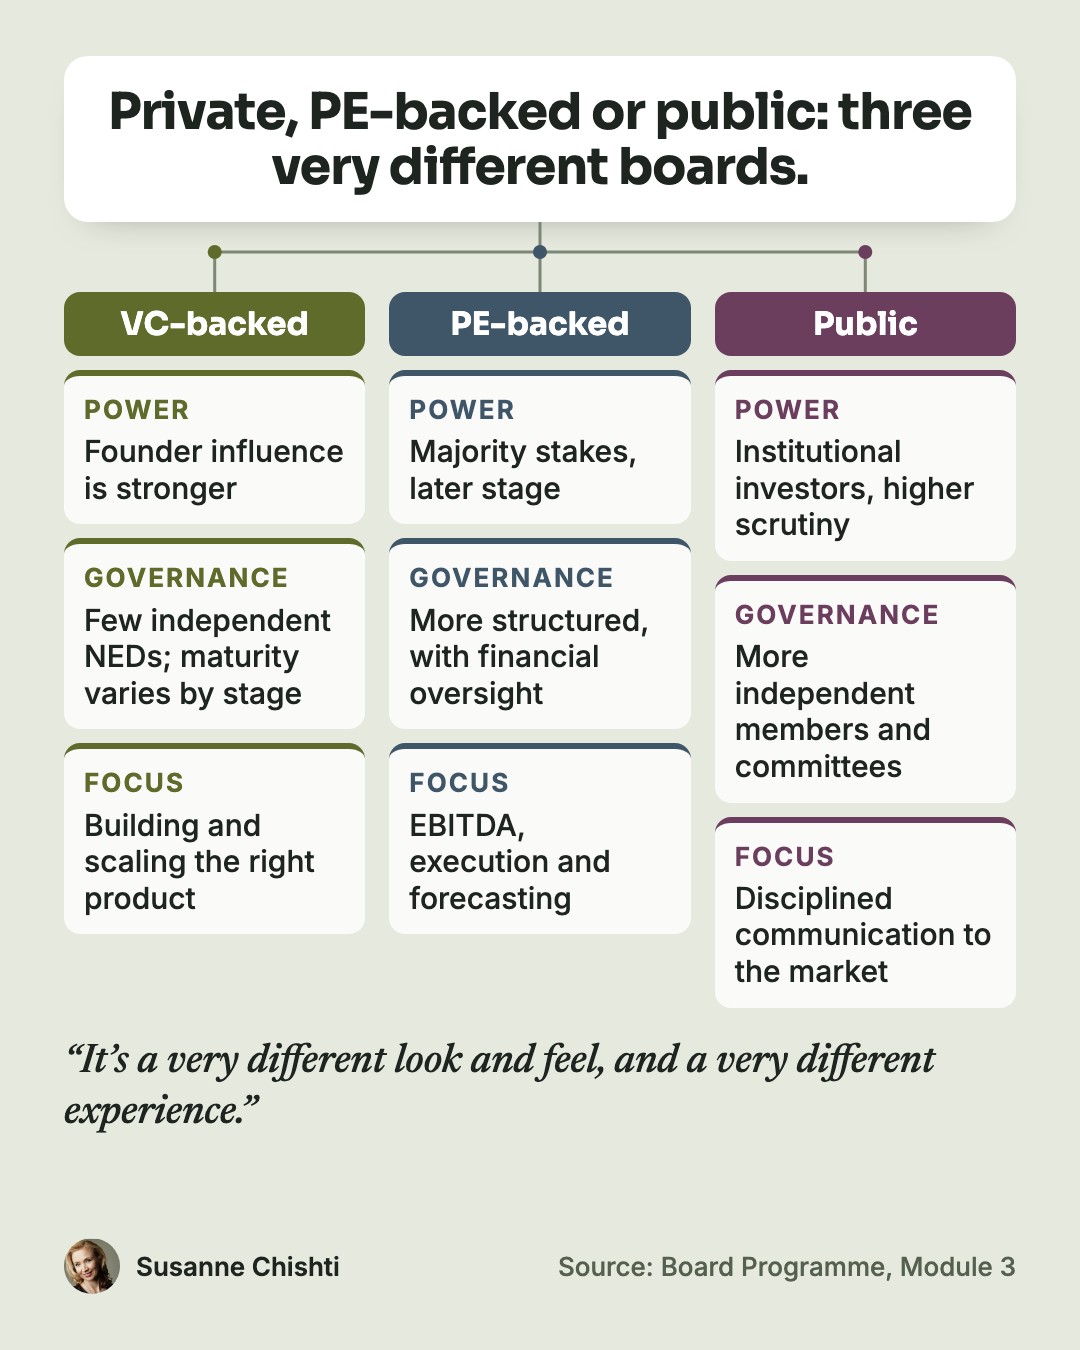 Private, PE-backed or public: three
very different boards.
VC-backed
POWER
Founder influence
is stronger
GOVERNANCE
Few independent
NEDs; maturity
varies by stage
FOCUS
Building and
scaling the right
product
PE-backed
POWER
Majority stakes,
later stage
GOVERNANCE
More structured,
with financial
oversight
FOCUS
EBITDA,
execution and
forecasting
Public
POWER
Institutional
investors, higher
scrutiny
GOVERNANCE
More
independent
members and
committees
FOCUS
Disciplined
communication to
the market
“It’s a very different look and feel, and a very different
experience.”
Susanne Chishti
Source: Board Programme, Module 3